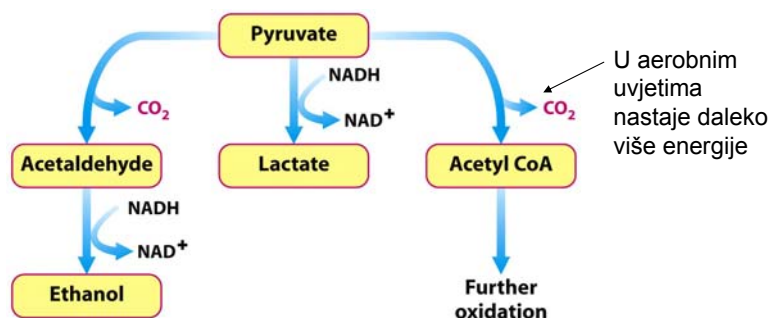 Pyruvate
NADH
NAD+
CO2
CO2
U aerobnim
uvjetima
nastaje daleko
više energije
Acetaldehyde
Lactate
Acetyl CoA
NADH
NAD+
Ethanol
Further
oxidation